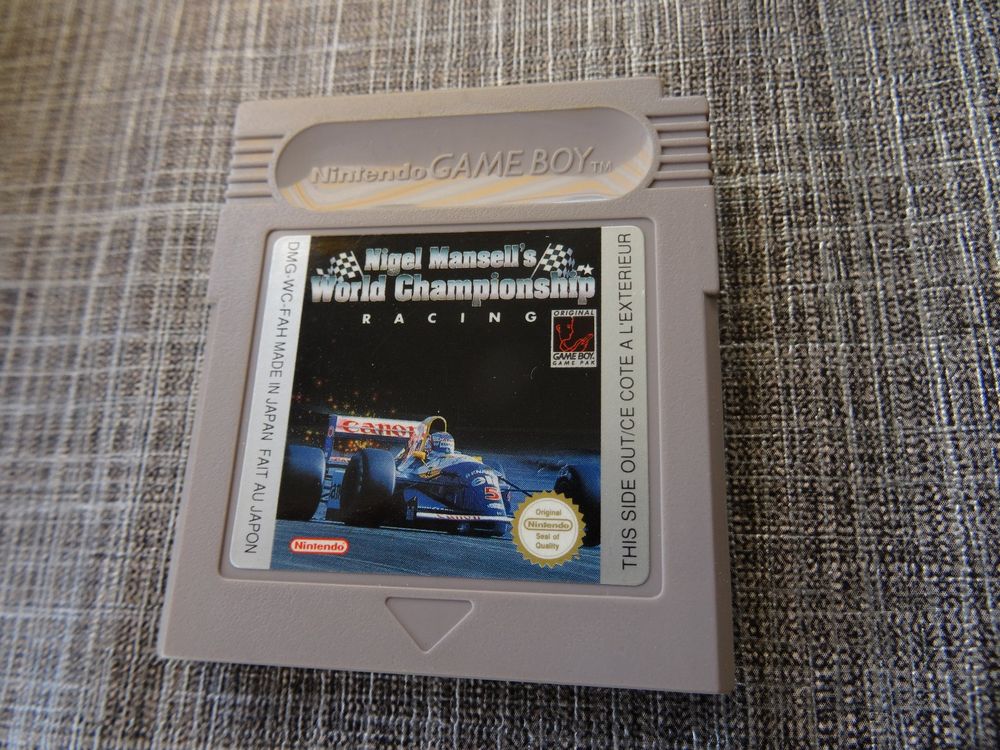 Nintendo GAME BOY TM
DMG-WC-FAH MADE IN JAPAN FAIT AU JAPON
Nigel Mansell's
World Championship
RACING
ORIGINAL
GAME BOY
GAME PAK
Canon
5
Canon
Nintendo
Original
Nintendo
Seal of
Quality
THIS SIDE OUT/CE COTE A L'EXTERIEUR